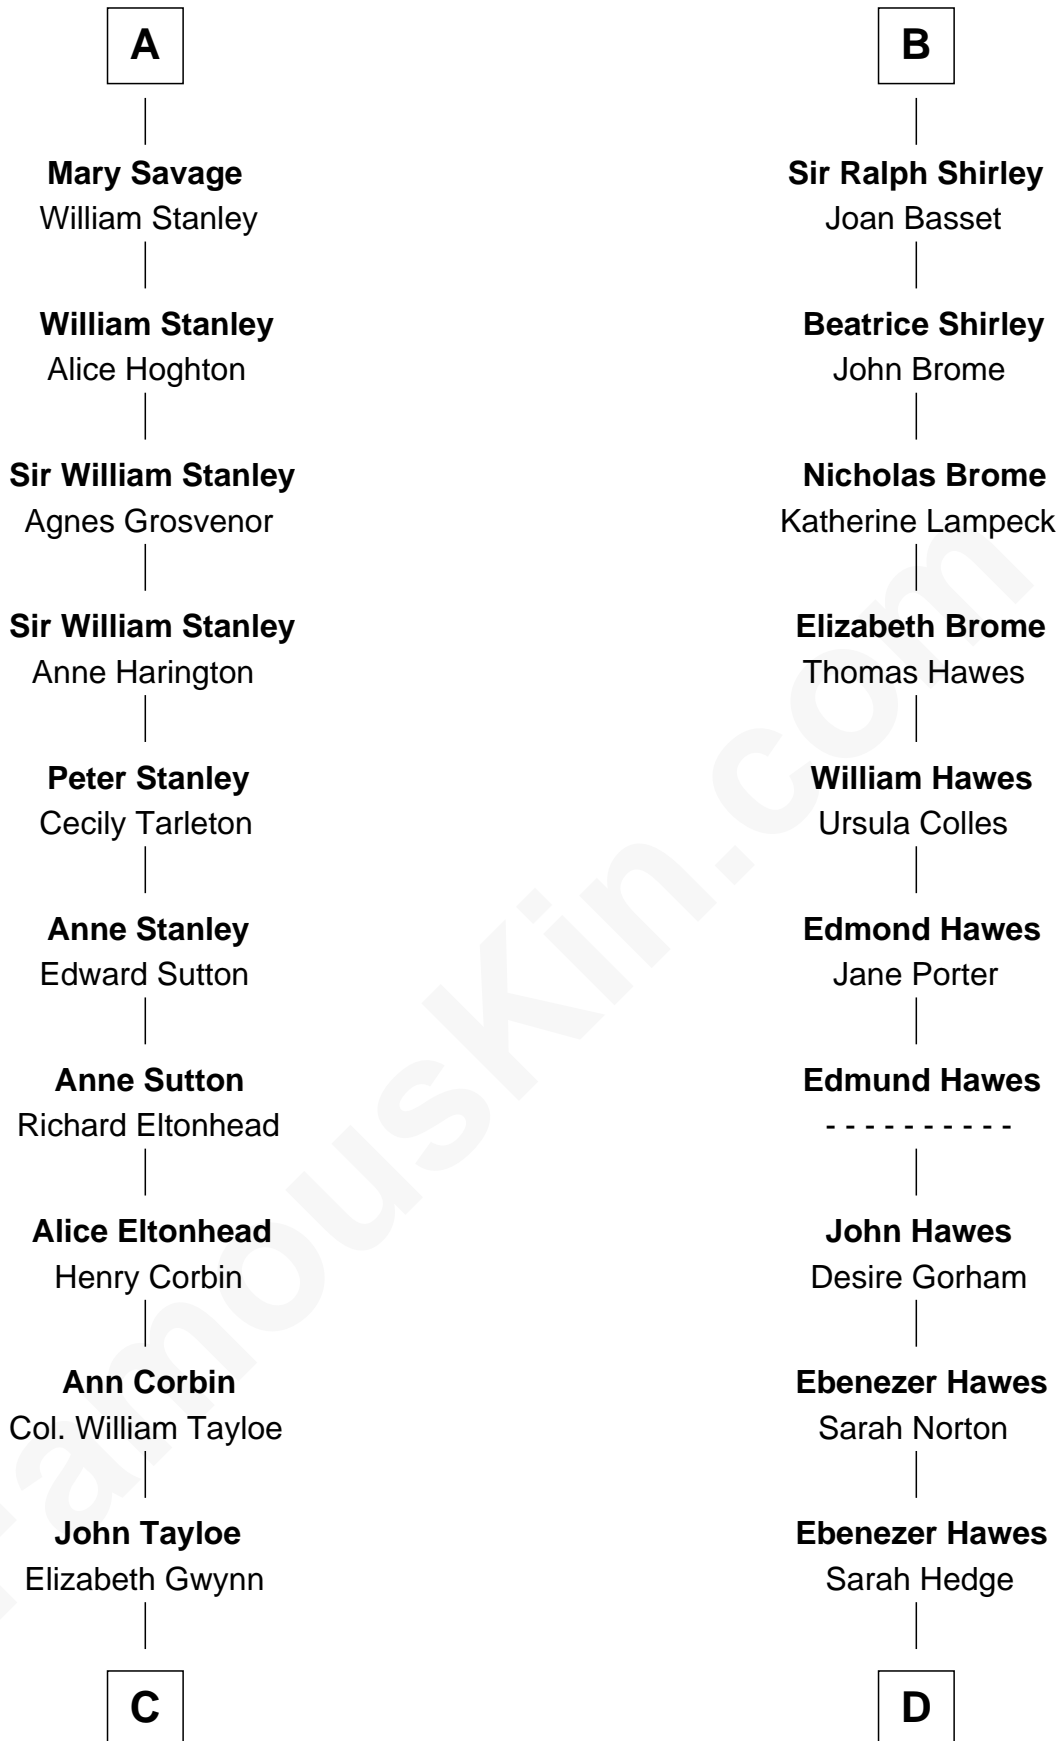 A
Mary Savage
William Stanley
William Stanley
Alice Hoghton
Sir William Stanley
Agnes Grosvenor
Sir William Stanley
Anne Harington
Peter Stanley
Cecily Tarleton
Anne Stanley
Edward Sutton
Anne Sutton
Richard Eltonhead
Alice Eltonhead
Henry Corbin
Ann Corbin
Col. William Tayloe
John Tayloe
Elizabeth Gwynn
C
B
Sir Ralph Shirley
Joan Basset
Beatrice Shirley
John Brome
Nicholas Brome
Katherine Lampeck
Elizabeth Brome
Thomas Hawes
William Hawes
Ursula Colles
Edmond Hawes
Jane Porter
Edmund Hawes
- - - - - - - - - -
John Hawes
Desire Gorham
Ebenezer Hawes
Sarah Norton
Ebenezer Hawes
Sarah Hedge
D
FamousKin.com